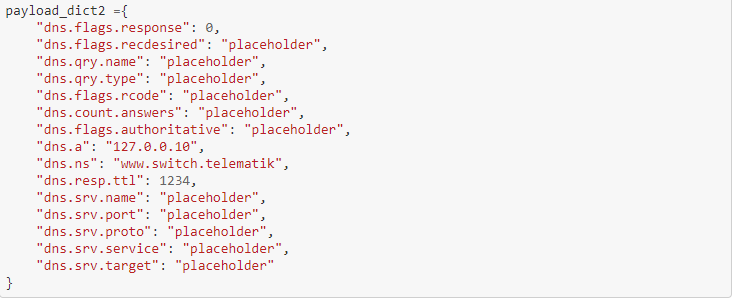 payload_dict2 ={
    "dns.flags.response": 0,
    "dns.flags.recdesired": "placeholder",
    "dns.qry.name": "placeholder",
    "dns.qry.type": "placeholder",
    "dns.flags.rcode": "placeholder",
    "dns.count.answers": "placeholder",
    "dns.flags.authoritative": "placeholder",
    "dns.a": "127.0.0.10",
    "dns.ns": "www.switch.telematik",
    "dns.resp.ttl": 1234,
    "dns.srv.name": "placeholder",
    "dns.srv.port": "placeholder",
    "dns.srv.proto": "placeholder",
    "dns.srv.service": "placeholder",
    "dns.srv.target": "placeholder"
}